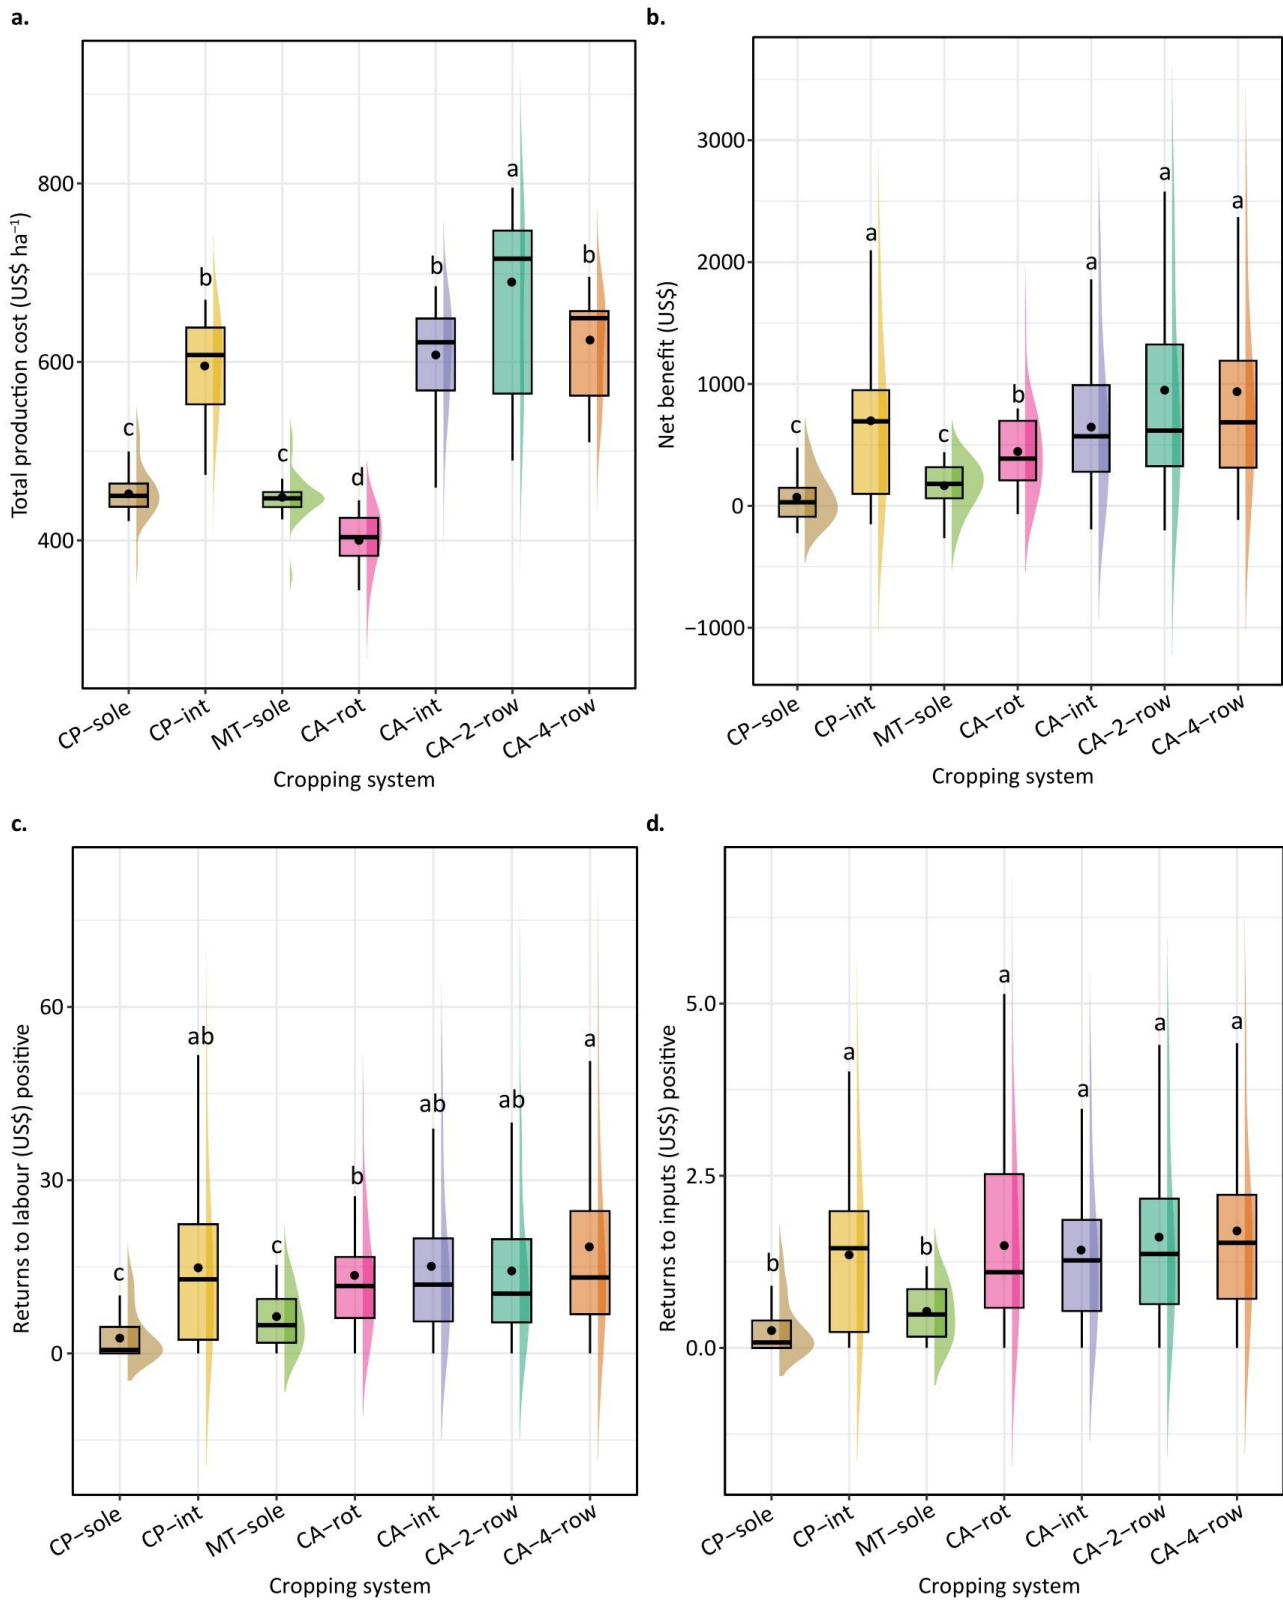 a.
Total production cost (US$ ha⁻¹)
800
600
400
c
b
c
d
b
a
b
CP−sole
CP−int
MT−sole
CA−rot
CA−int
CA−2−row
CA−4−row
Cropping system
b.
Net benefit (US$)
3000
2000
1000
0
−1000
c
a
c
b
a
a
a
CP−sole
CP−int
MT−sole
CA−rot
CA−int
CA−2−row
CA−4−row
Cropping system
c.
Returns to labour (US$) positive
60
30
0
c
ab
c
b
ab
ab
a
CP−sole
CP−int
MT−sole
CA−rot
CA−int
CA−2−row
CA−4−row
Cropping system
d.
Returns to inputs (US$) positive
5.0
2.5
0.0
b
a
b
a
a
a
a
CP−sole
CP−int
MT−sole
CA−rot
CA−int
CA−2−row
CA−4−row
Cropping system